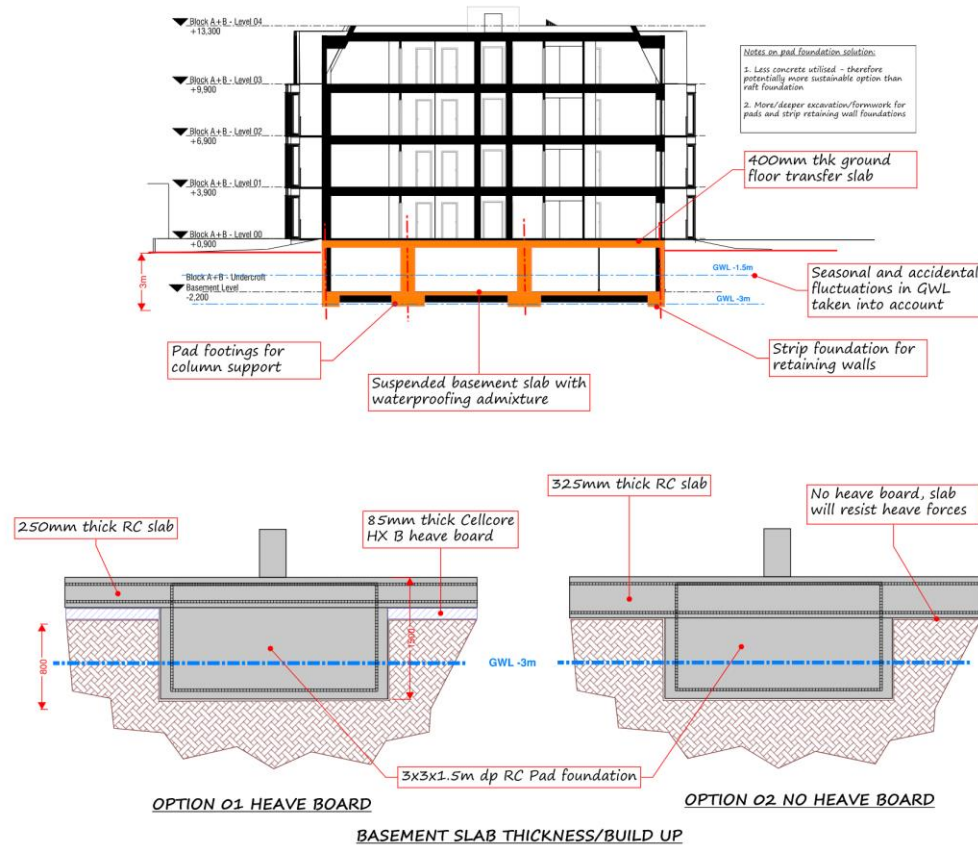 Block A+B - Level 04
+13,300
Block A+B - Level 03
+9,900
Block A+B - Level 02
+6,900
Block A+B - Level 01
+3,900
Block A+B - Level 00
+0,900
3m
Block A+B - Undercroft
Basement Level
-2,200
Notes on pad foundation solution:
1. Less concrete utilised - therefore
potentially more sustainable option than
raft foundation
2. More/deeper excavation/formwork for
pads and strip retaining wall foundations
400mm thk ground
floor transfer slab
GWL -1.5m
Seasonal and accidental
fluctuations in GWL
taken into account
GWL -3m
Pad footings for
column support
Suspended basement slab with
waterproofing admixture
Strip foundation for
retaining walls
250mm thick RC slab
85mm thick Cellcore
HX B heave board
325mm thick RC slab
No heave board, slab
will resist heave forces
800
1500
GWL -3m
3x3x1.5m dp RC Pad foundation
OPTION 01 HEAVE BOARD
OPTION 02 NO HEAVE BOARD
BASEMENT SLAB THICKNESS/BUILD UP